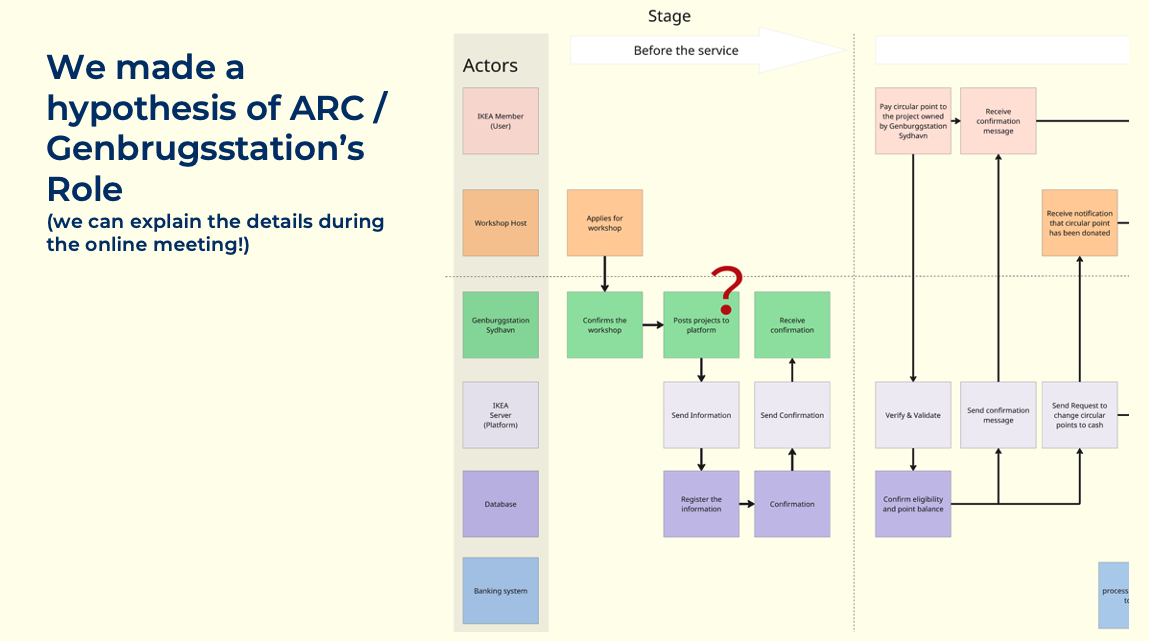 We made a
hypothesis of ARC /
Genbrugsstation’s
Role
(we can explain the details during
the online meeting!)
Stage
Before the service
Actors
IKEA Member
(User)
Pay circular point to
the project owned
by Genburggstation
Sydhavn
Receive
confirmation
message
Workshop Host
Applies for
workshop
Receive notification
that circular point
has been donated
?
Genburggstation
Sydhavn
Confirms the
workshop
Posts projects to
platform
Receive
confirmation
IKEA
Server
(Platform)
Send Information
Send Confirmation
Verify & Validate
Send confirmation
message
Send Request to
change circular
points to cash
Database
Register the
information
Confirmation
Confirm eligibility
and point balance
Banking system
process